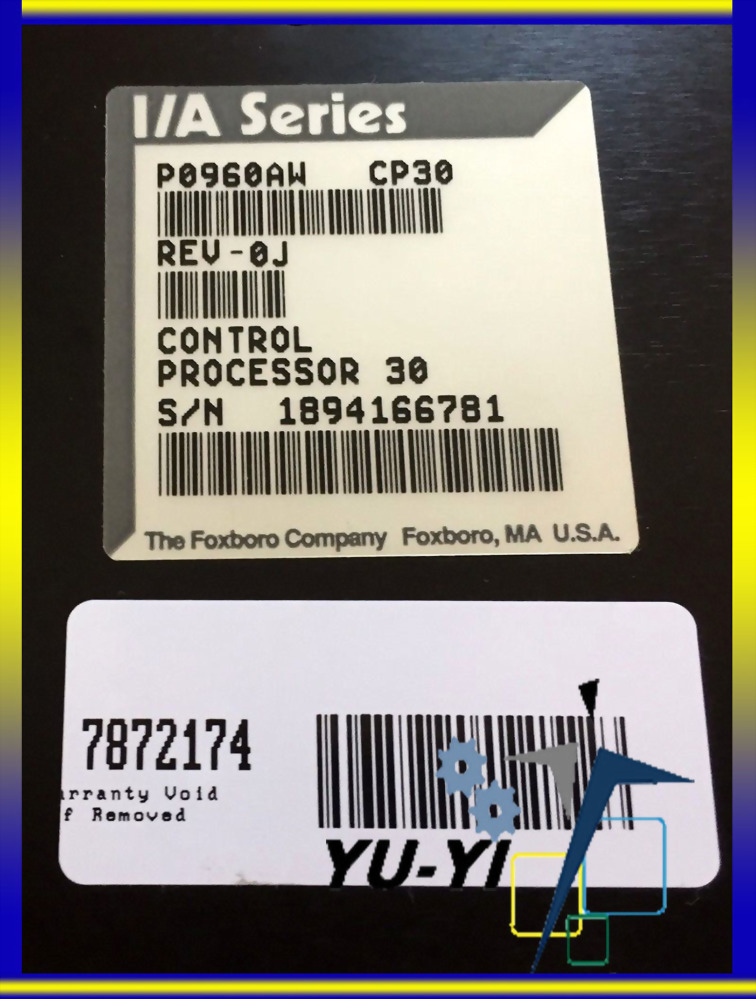 I/A Series
P0960AW CP30
REV-0J
CONTROL
PROCESSOR 30
S/N 1894166781
The Foxboro Company Foxboro, MA U.S.A.
7872174
rranty Void
f Removed
YU-YI